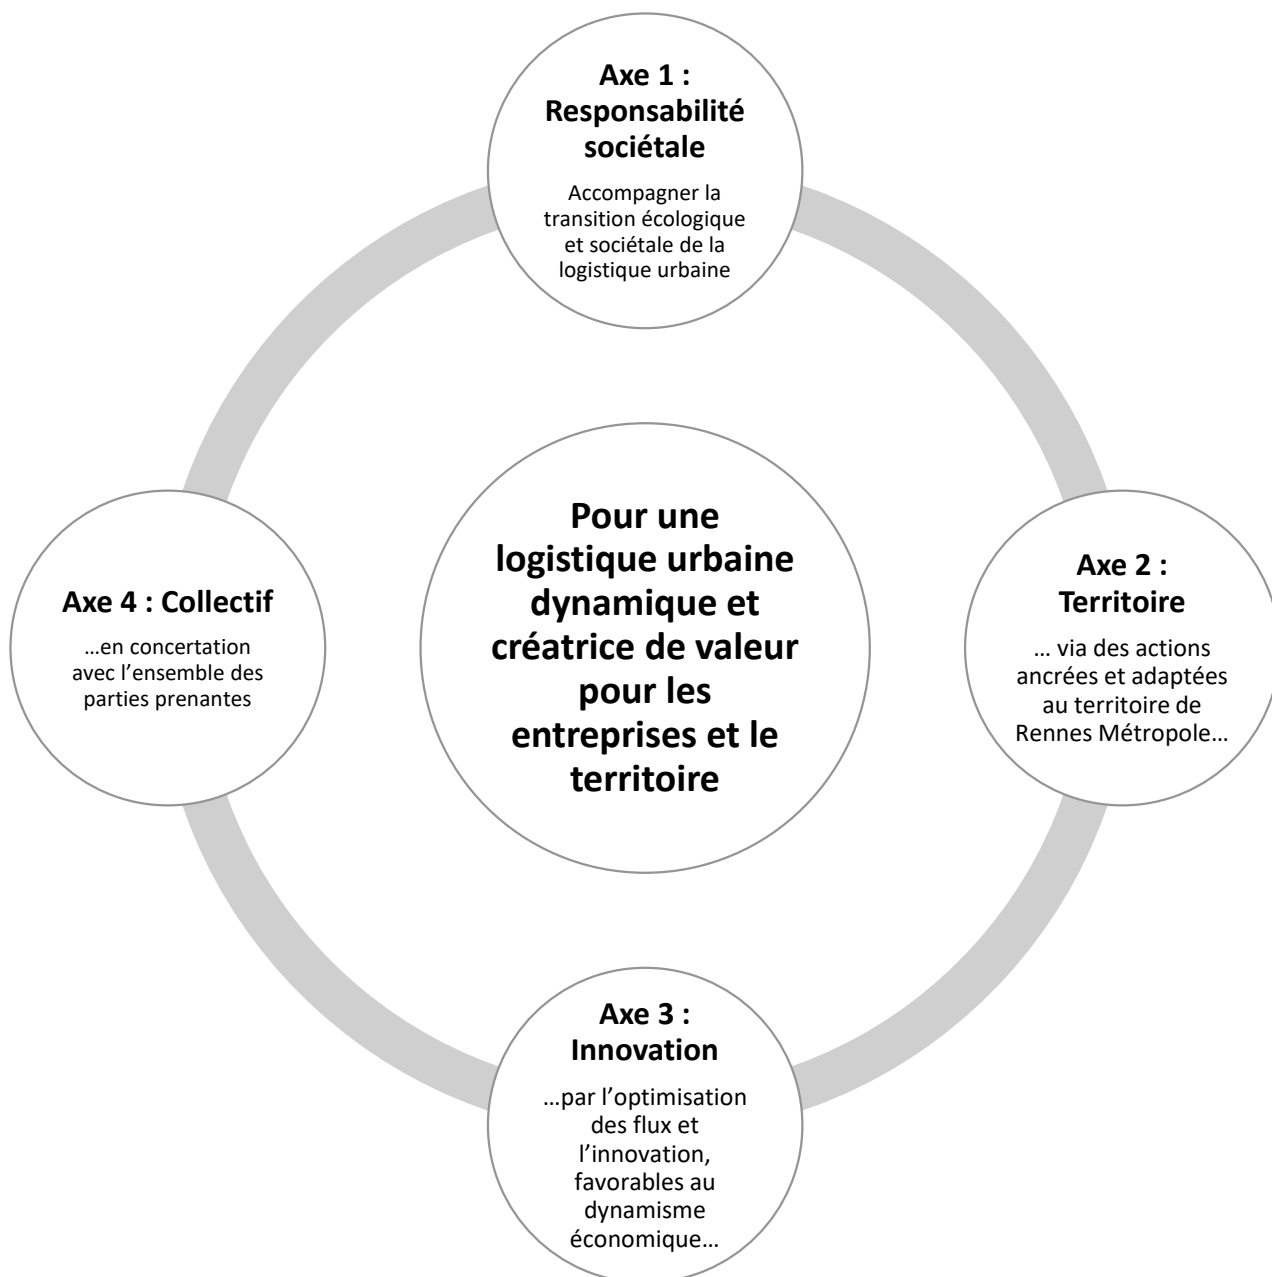 Axe 1 :
Responsabilité
sociétale
Accompagner la
transition écologique
et sociétale de la
logistique urbaine
Pour une
logistique urbaine
dynamique et
créatrice de valeur
pour les
entreprises et le
territoire
Axe 2 :
Territoire
... via des actions
ancrées et adaptées
au territoire de
Rennes Métropole…
Axe 3 :
Innovation
…par l’optimisation
des flux et
l’innovation,
favorables au
dynamisme
économique…
Axe 4 : Collectif
…en concertation
avec l’ensemble des
parties prenantes